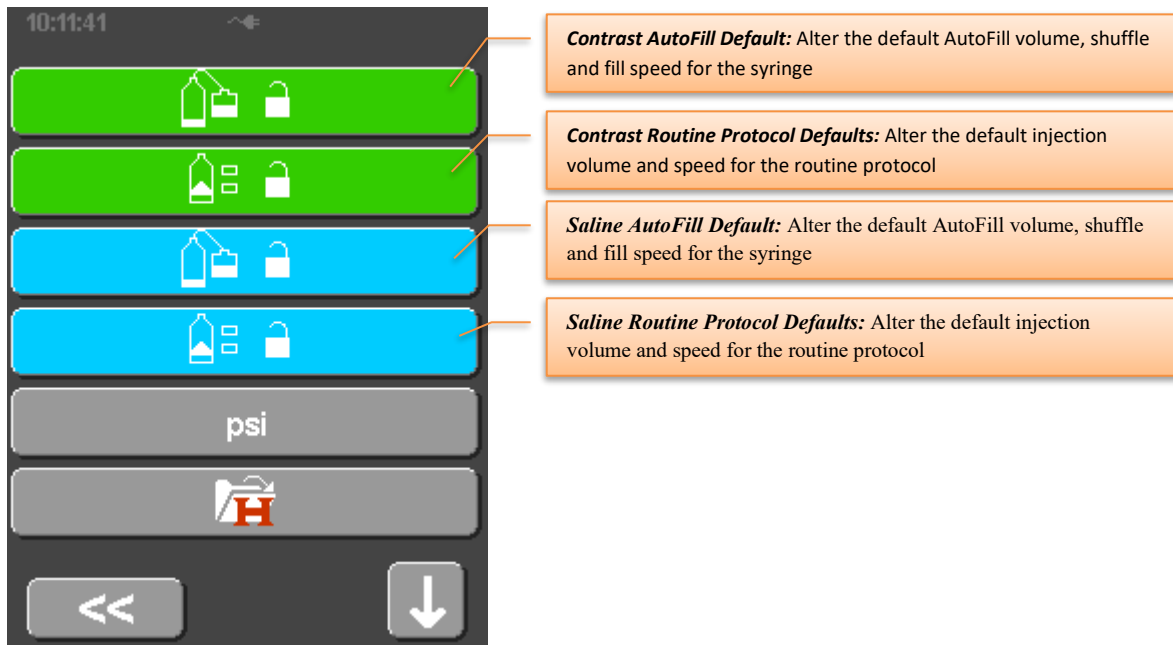 10:11:41
Contrast AutoFill Default: Alter the default AutoFill volume, shuffle
and fill speed for the syringe
Contrast Routine Protocol Defaults: Alter the default injection
volume and speed for the routine protocol
Saline AutoFill Default: Alter the default AutoFill volume, shuffle
and fill speed for the syringe
Saline Routine Protocol Defaults: Alter the default injection
volume and speed for the routine protocol
psi
H
<<